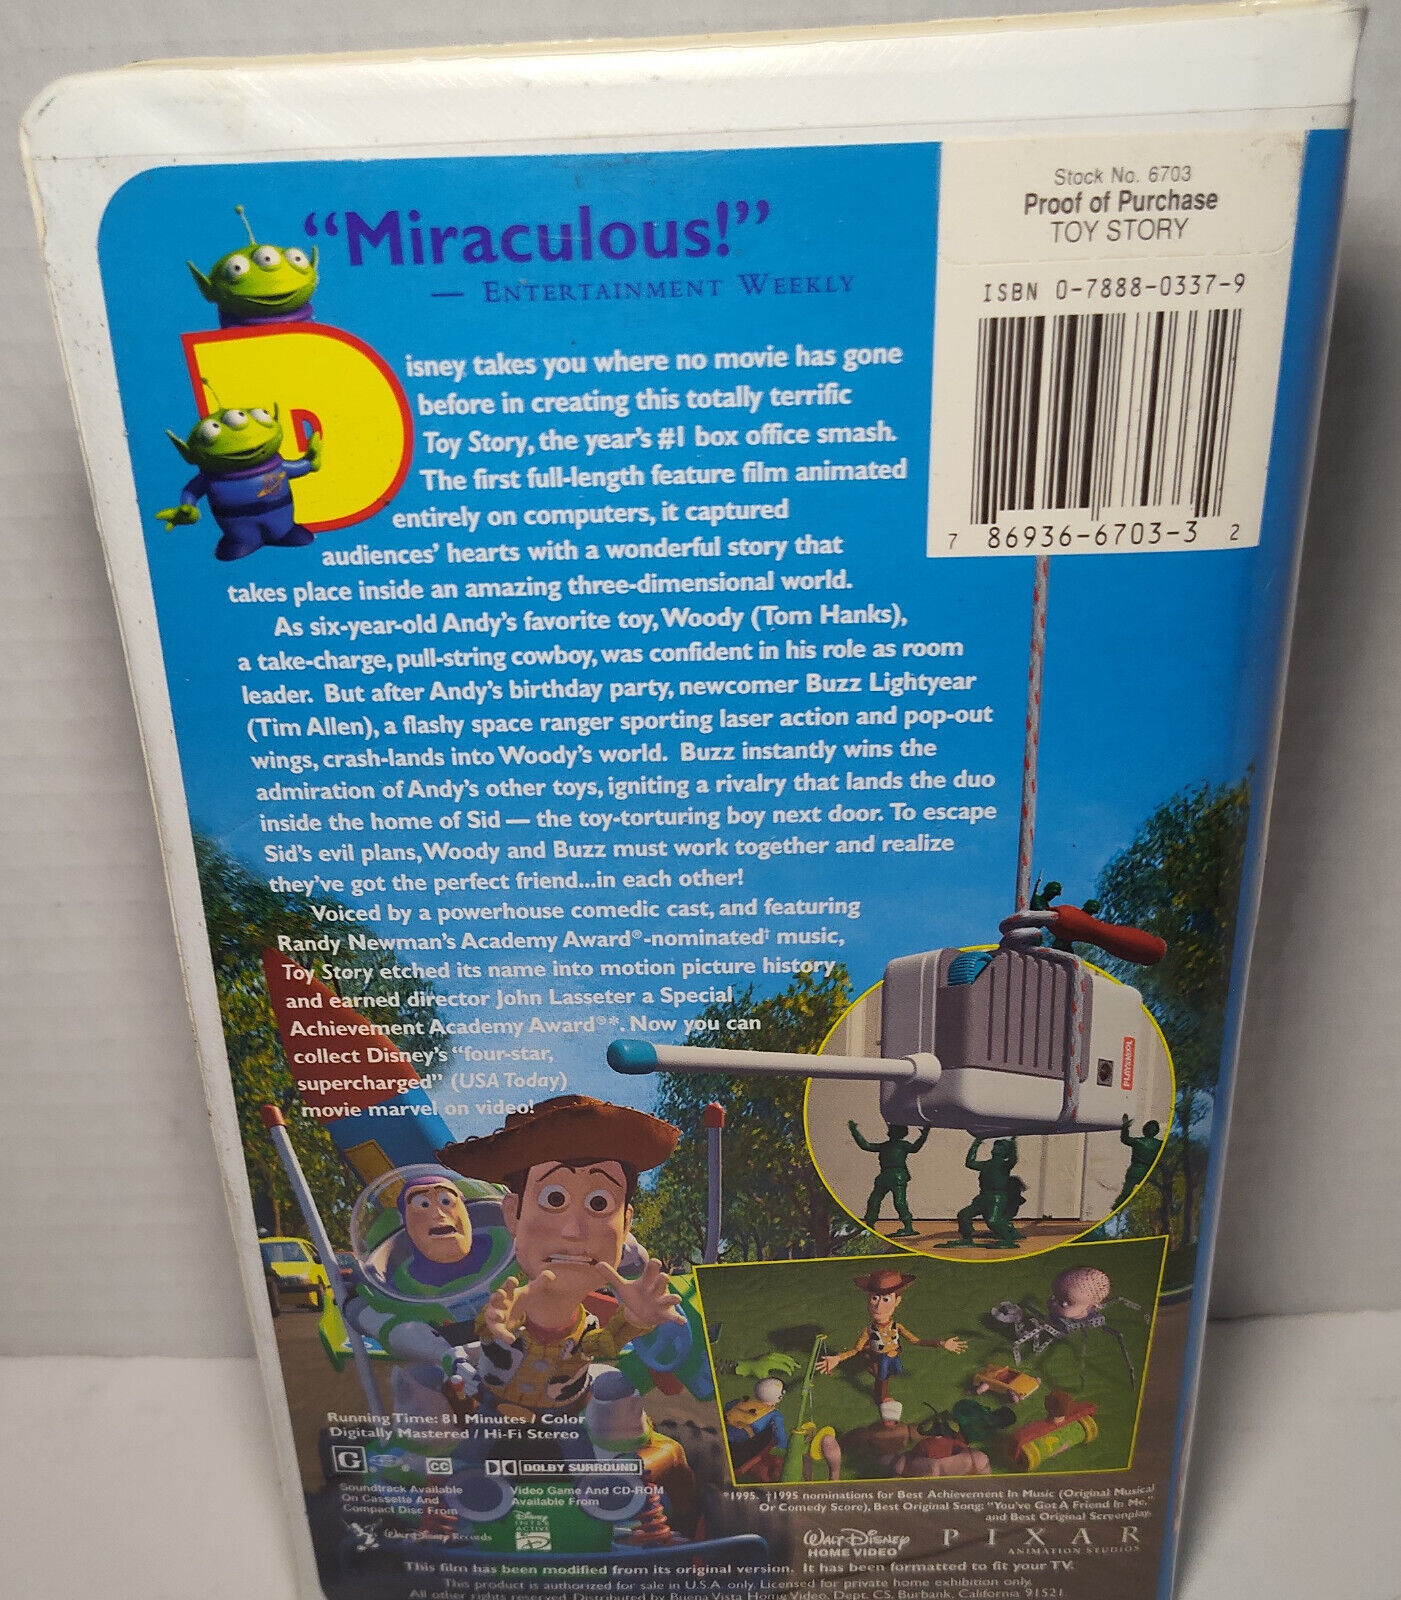 "Miraculous!"
— ENTERTAINMENT WEEKLY
Stock No. 6703
Proof of Purchase
TOY STORY
ISBN 0-7888-0337-9
7 86936-6703-3 2
Disney takes you where no movie has gone
before in creating this totally terrific
Toy Story, the year's #1 box office smash.
The first full-length feature film animated
entirely on computers, it captured
audiences' hearts with a wonderful story that
takes place inside an amazing three-dimensional world.
As six-year-old Andy's favorite toy, Woody (Tom Hanks),
a take-charge, pull-string cowboy, was confident in his role as room
leader. But after Andy's birthday party, newcomer Buzz Lightyear
(Tim Allen), a flashy space ranger sporting laser action and pop-out
wings, crash-lands into Woody's world. Buzz instantly wins the
admiration of Andy's other toys, igniting a rivalry that lands the duo
inside the home of Sid — the toy-torturing boy next door. To escape
Sid's evil plans, Woody and Buzz must work together and realize
they've got the perfect friend...in each other!
Voiced by a powerhouse comedic cast, and featuring
Randy Newman's Academy Award®-nominated† music,
Toy Story etched its name into motion picture history
and earned director John Lasseter a Special
Achievement Academy Award®*. Now you can
collect Disney's "four-star,
supercharged" (USA Today)
movie marvel on video!
PLAYSKOOL
Running Time: 81 Minutes / Color
Digitally Mastered / Hi-Fi Stereo
G CC DOLBY SURROUND
Soundtrack Available
On Cassette And
Compact Disc From
Walt Disney Records
Video Game And CD-ROM
Available From
Disney
INTER
ACTIVE
*1995. †1995 nominations for Best Achievement In Music (Original Musical
Or Comedy Score), Best Original Song: "You've Got A Friend In Me,"
and Best Original Screenplay.
WALT DISNEY
HOME VIDEO
PIXAR
ANIMATION STUDIOS
This film has been modified from its original version. It has been formatted to fit your TV.
This product is authorized for sale in U.S.A. only. Licensed for private home exhibition only.
All other rights reserved. Distributed by Buena Vista Home Video, Dept. CS, Burbank, California 91521.